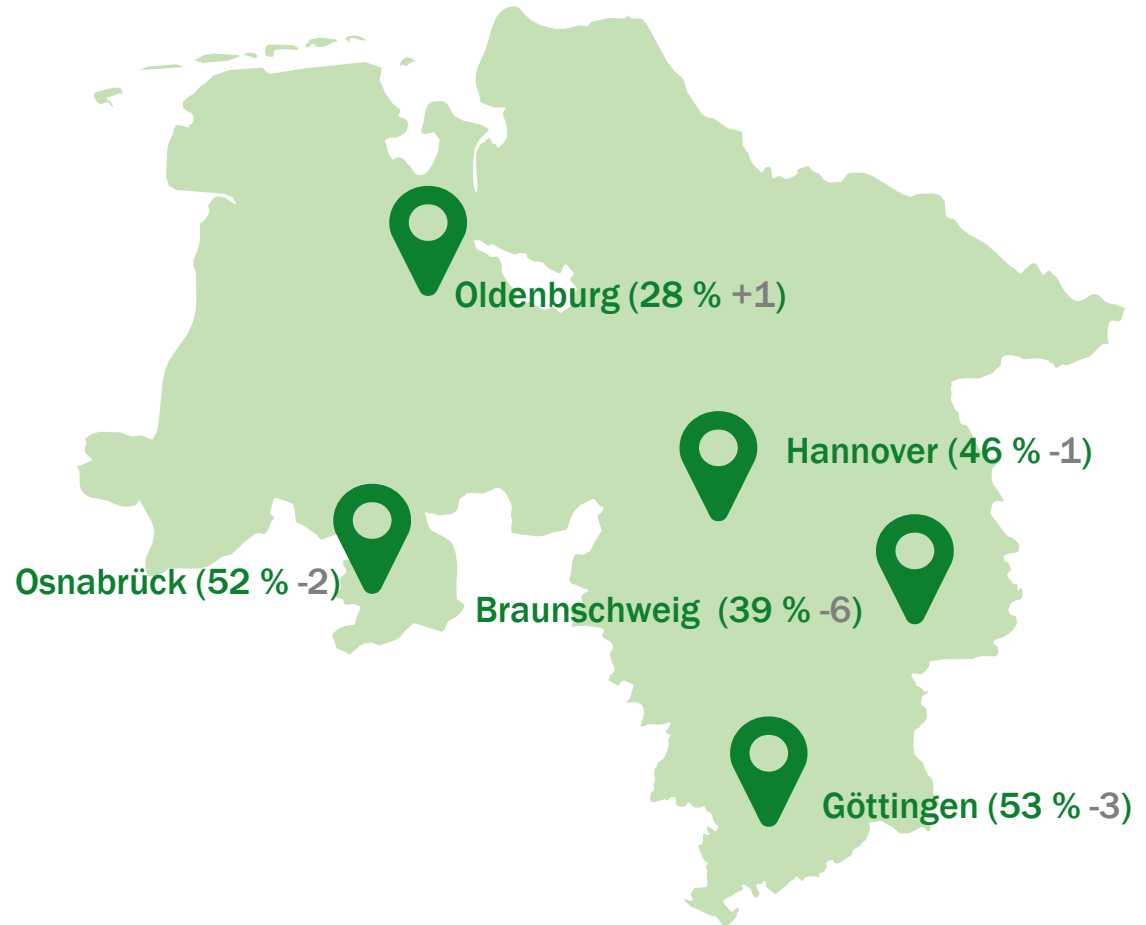 Oldenburg (28 % +1)
Hannover (46 % -1)
Osnabrück (52 % -2)
Braunschweig (39 % -6)
Göttingen (53 % -3)